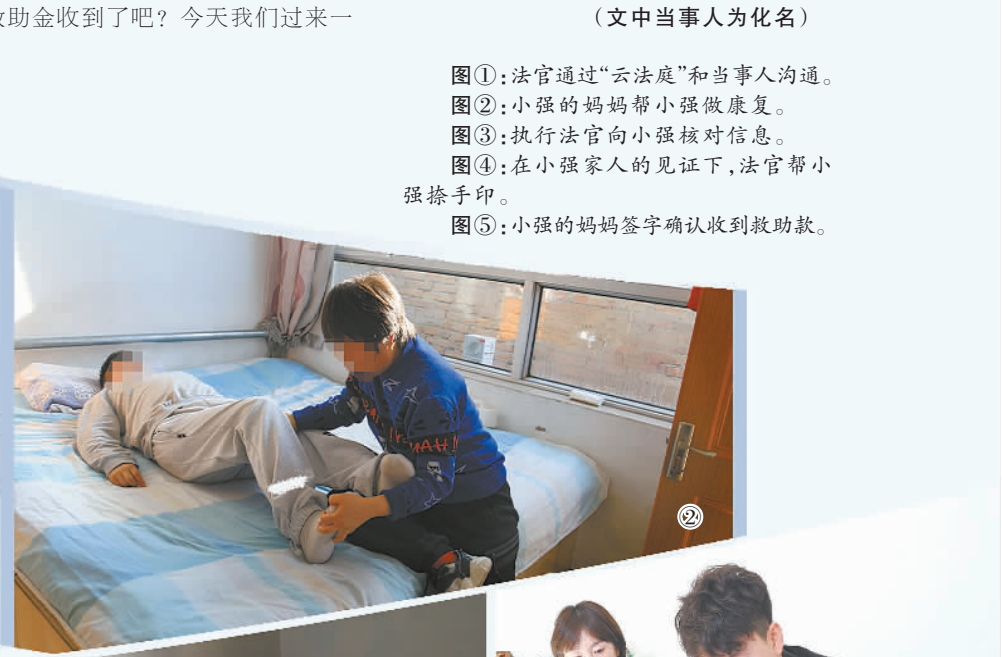 助金收到了吧？今天我们过来一
（文中当事人为化名）
图①：法官通过“云法庭”和当事人沟通。
图②：小强的妈妈帮小强做康复。
图③：执行法官向小强核对信息。
图④：在小强家人的见证下，法官帮小
强捺手印。
图⑤：小强的妈妈签字确认收到救助款。
②